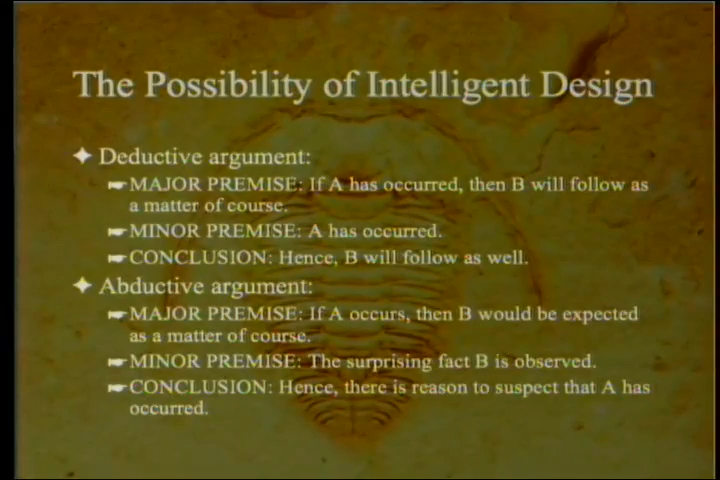 The Possibility of Intelligent Design
Deductive argument:
MAJOR PREMISE: If A has occurred, then B will follow as
a matter of course.
MINOR PREMISE: A has occurred.
CONCLUSION: Hence, B will follow as well.
Abductive argument:
MAJOR PREMISE: If A occurs, then B would be expected
as a matter of course.
MINOR PREMISE: The surprising fact B is observed.
CONCLUSION: Hence, there is reason to suspect that A has
occurred.